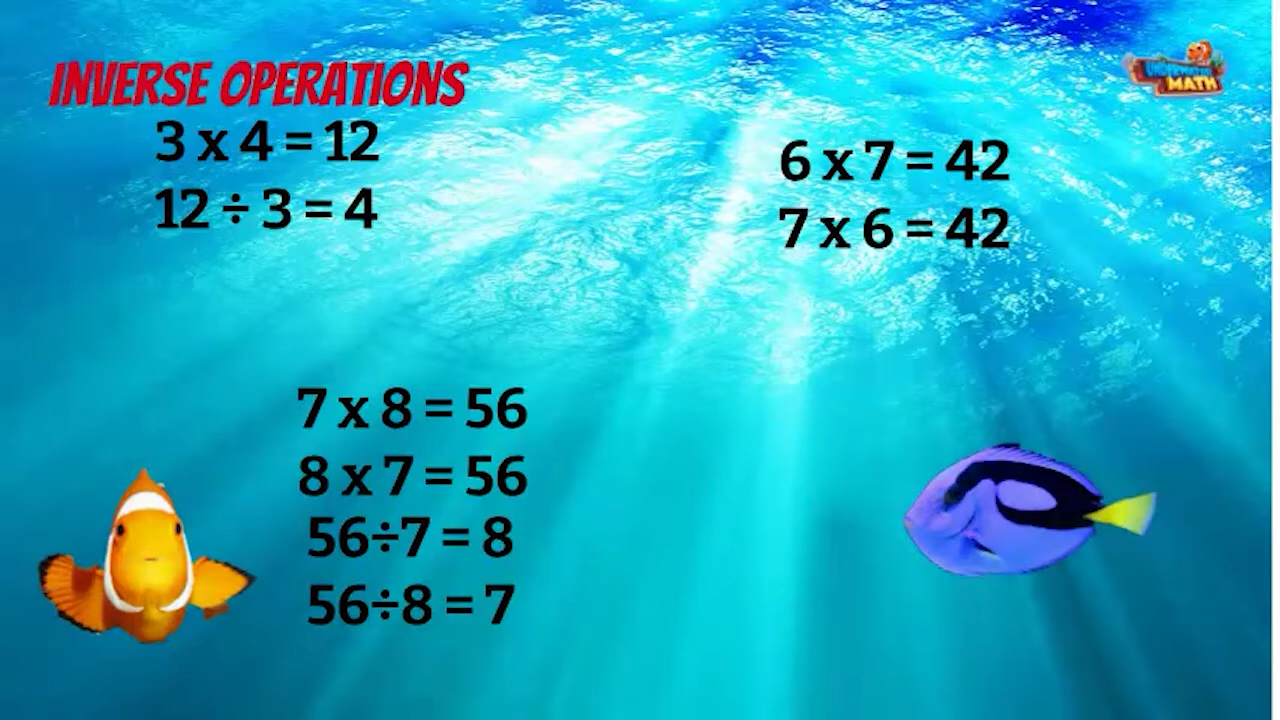 INVERSE OPERATIONS
3 x 4 = 12
12 ÷ 3 = 4
6 x 7 = 42
7 x 6 = 42
7 x 8 = 56
8 x 7 = 56
56÷7 = 8
56÷8 = 7
MATH